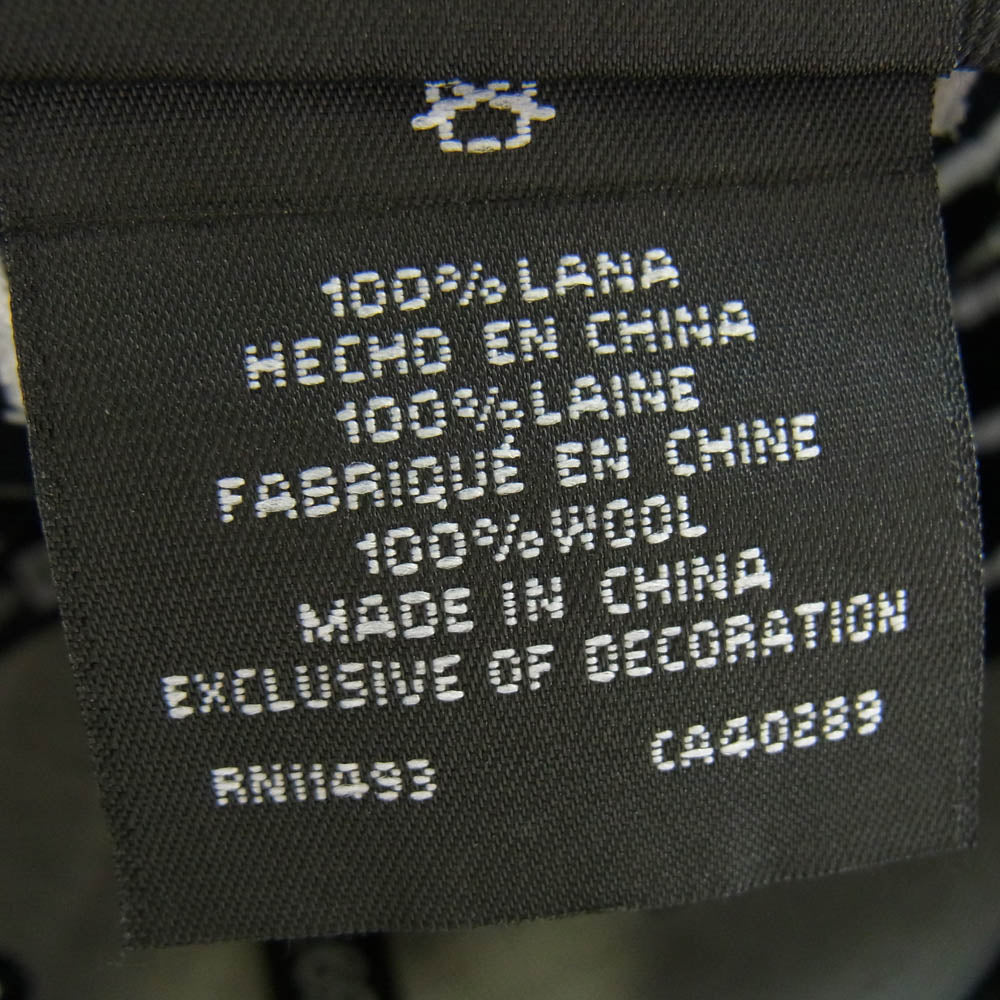 100% LANA
HECHO EN CHINA
100% LAINE
FABRIQUÉ EN CHINE
100% WOOL
MADE IN CHINA
EXCLUSIVE OF DECORATION
RN11493 CA40289